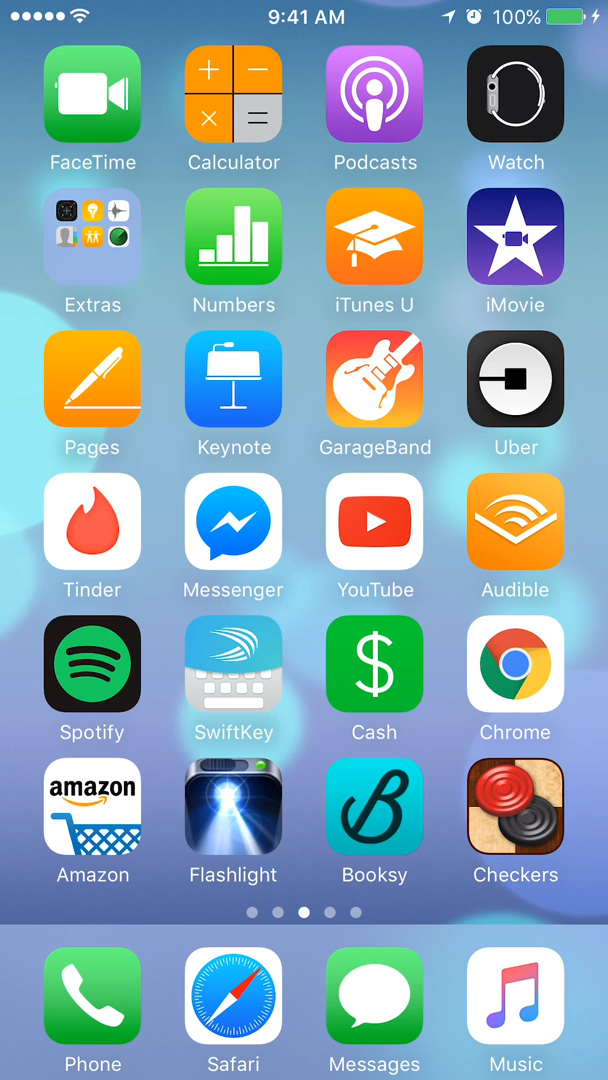 9:41 AM 100%
FaceTime Calculator Podcasts Watch
Extras Numbers iTunes U iMovie
Pages Keynote GarageBand Uber
Tinder Messenger YouTube Audible
Spotify SwiftKey Cash Chrome
amazon
Amazon Flashlight Booksy Checkers
Phone Safari Messages Music